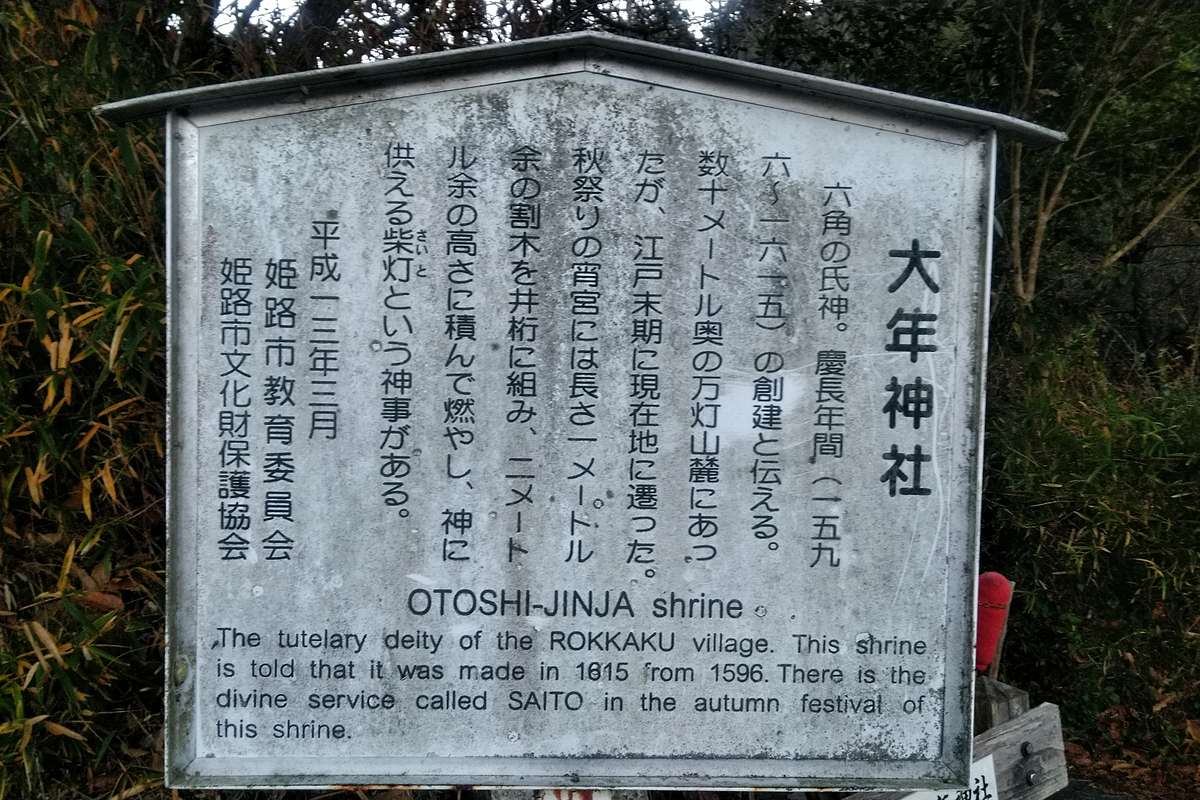 大年神社
六角の氏神。慶長年間（一五九
六〜一六一五）の創建と伝える。
数十メートル奥の万灯山麓にあっ
たが、江戸末期に現在地に遷った。
秋祭りの宵宮には長さ一メートル
余の割木を井桁に組み、二メート
ル余の高さに積んで燃やし、神に
供える柴灯という神事がある。
さいと
平成一三年三月
姫路市教育委員会
姫路市文化財保護協会
OTOSHI-JINJA shrine
The tutelary deity of the ROKKAKU village. This shrine
is told that it was made in 1615 from 1596. There is the
divine service called SAITO in the autumn festival of
this shrine.